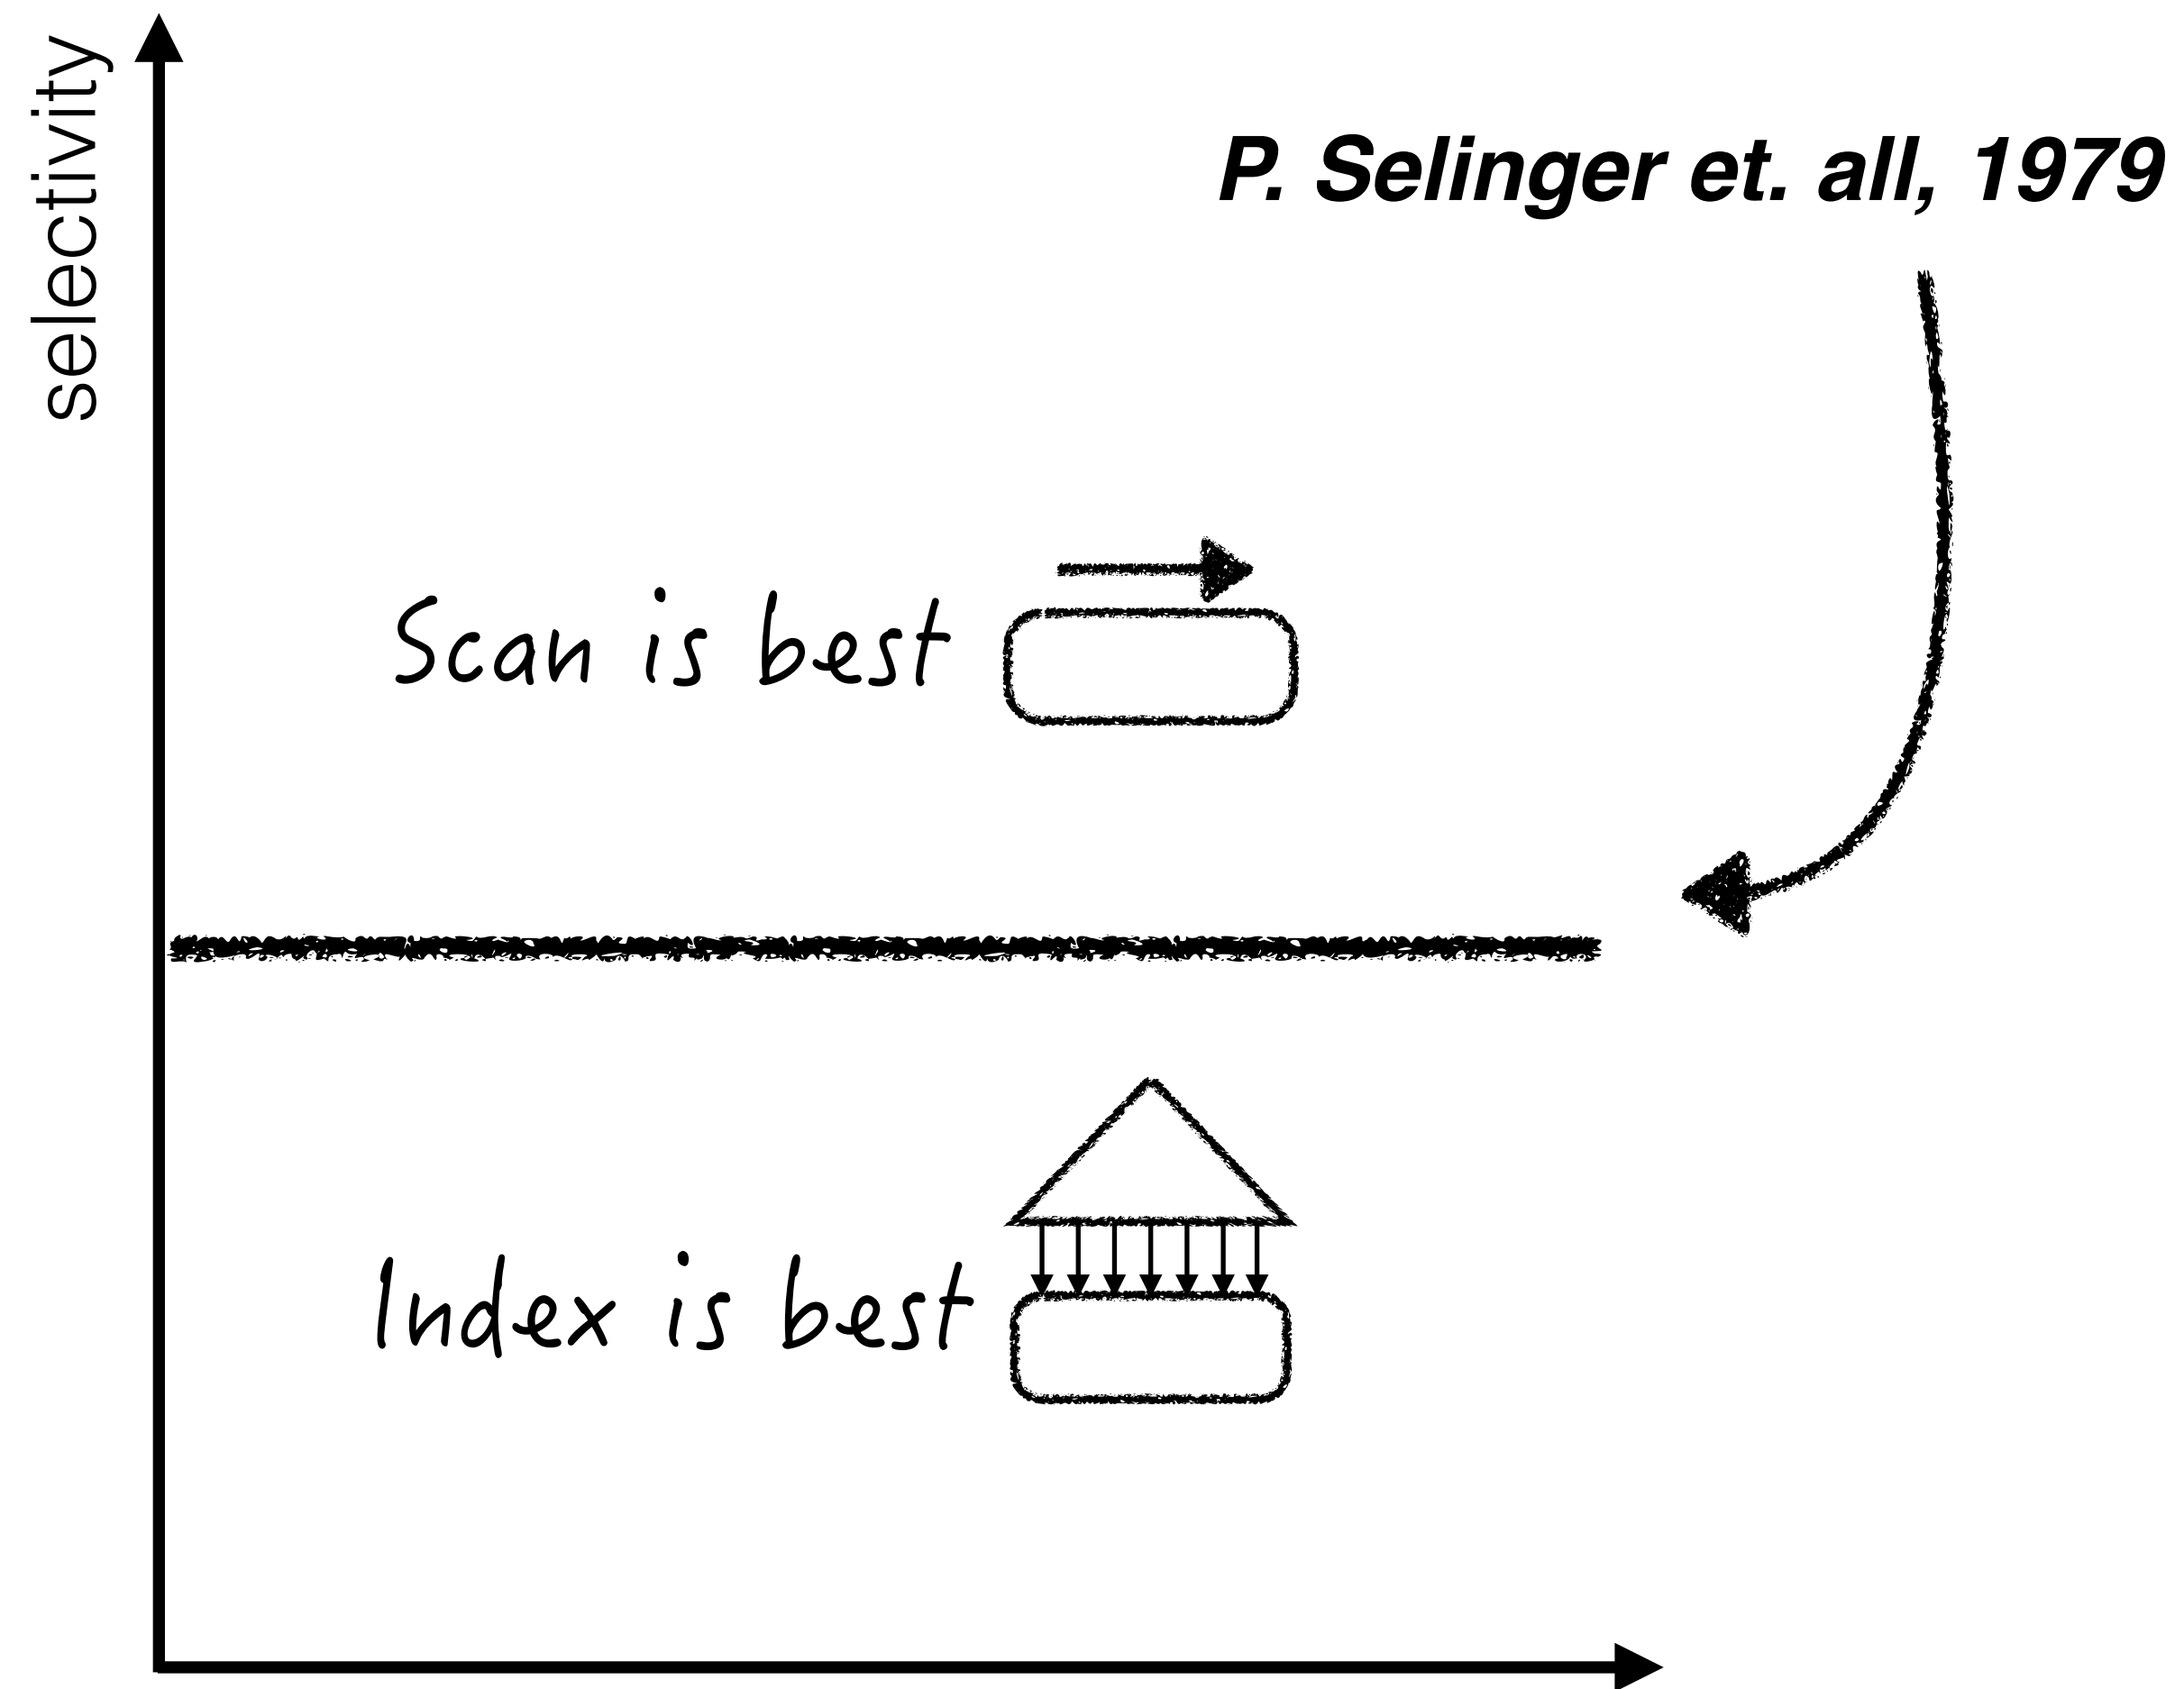 selectivity
P. Selinger et. all, 1979
Scan is best
Index is best